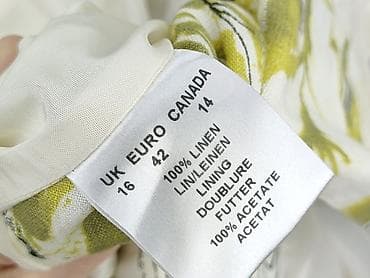 UK EURO CANADA
16 42 14
100% LINEN
LIN/LEINEN
LINING
DOUBLURE
FUTTER
100% ACETATE
ACETAT